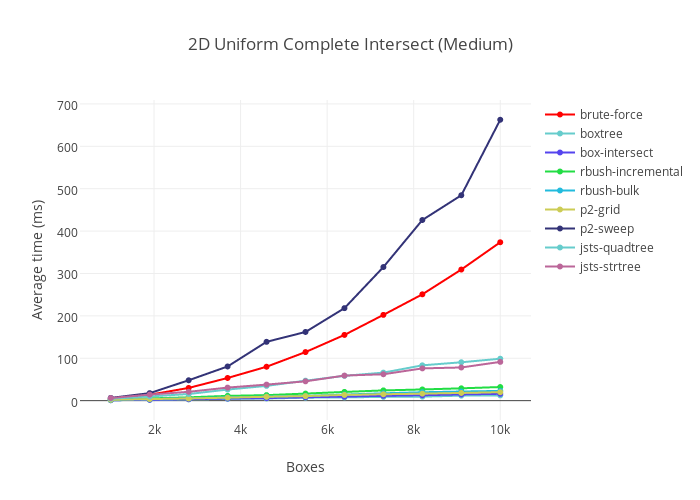 2D Uniform Complete Intersect (Medium)
700
600
500
400
300
200
100
0
Average time (ms)
2k
4k
6k
8k
10k
Boxes
brute-force
boxtree
box-intersect
rbush-incremental
rbush-bulk
p2-grid
p2-sweep
jsts-quadtree
jsts-strtree